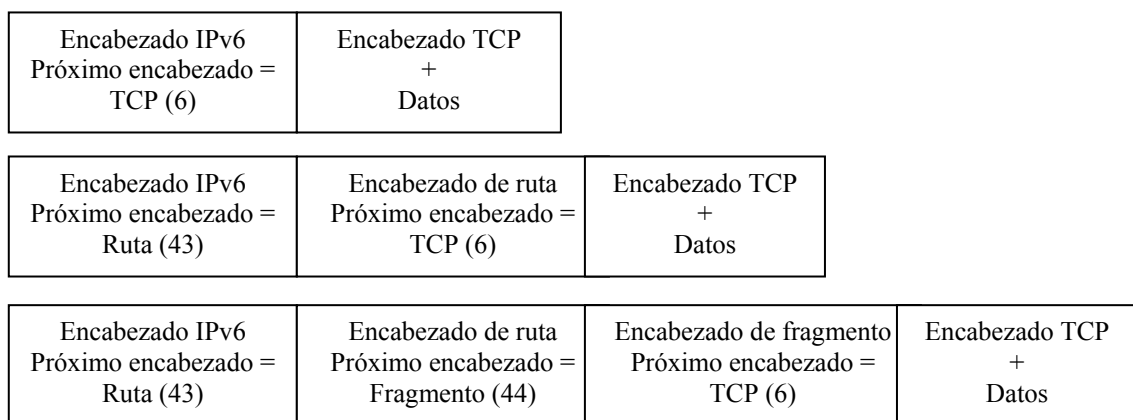 Encabezado IPv6
Próximo encabezado =
TCP (6)
Encabezado TCP
+
Datos
Encabezado IPv6
Próximo encabezado =
Ruta (43)
Encabezado de ruta
Próximo encabezado =
TCP (6)
Encabezado TCP
+
Datos
Encabezado IPv6
Próximo encabezado =
Ruta (43)
Encabezado de ruta
Próximo encabezado =
Fragmento (44)
Encabezado de fragmento
Próximo encabezado =
TCP (6)
Encabezado TCP
+
Datos